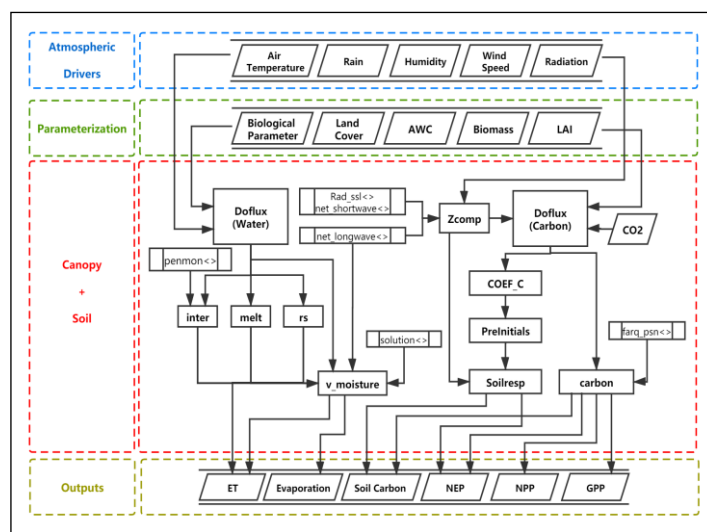 Atmospheric
Drivers
Air
Temperature
Rain
Humidity
Wind
Speed
Radiation
Parameterization
Biological
Parameter
Land
Cover
AWC
Biomass
LAI
Canopy
+
Soil
Doflux
(Water)
Rad_ssl<>
net_shortwave<>
net_longwave<>
Zcomp
Doflux
(Carbon)
CO2
penmon<>
COEF_C
inter
melt
rs
PreInitials
solution<>
farq_psn<>
v_moisture
Soilresp
carbon
Outputs
ET
Evaporation
Soil Carbon
NEP
NPP
GPP